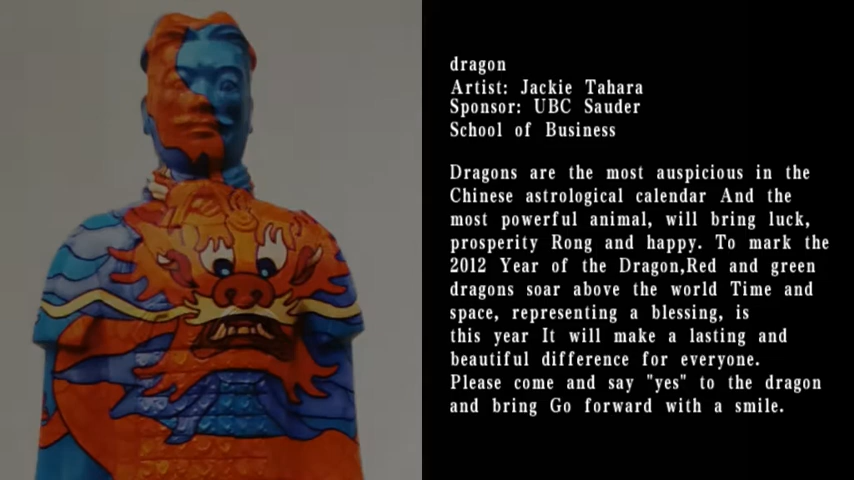 dragon
Artist: Jackie Tahara
Sponsor: UBC Sauder
School of Business
Dragons are the most auspicious in the
Chinese astrological calendar And the
most powerful animal, will bring luck,
prosperity Rong and happy. To mark the
2012 Year of the Dragon,Red and green
dragons soar above the world Time and
space, representing a blessing, is
this year It will make a lasting and
beautiful difference for everyone.
Please come and say "yes" to the dragon
and bring Go forward with a smile.